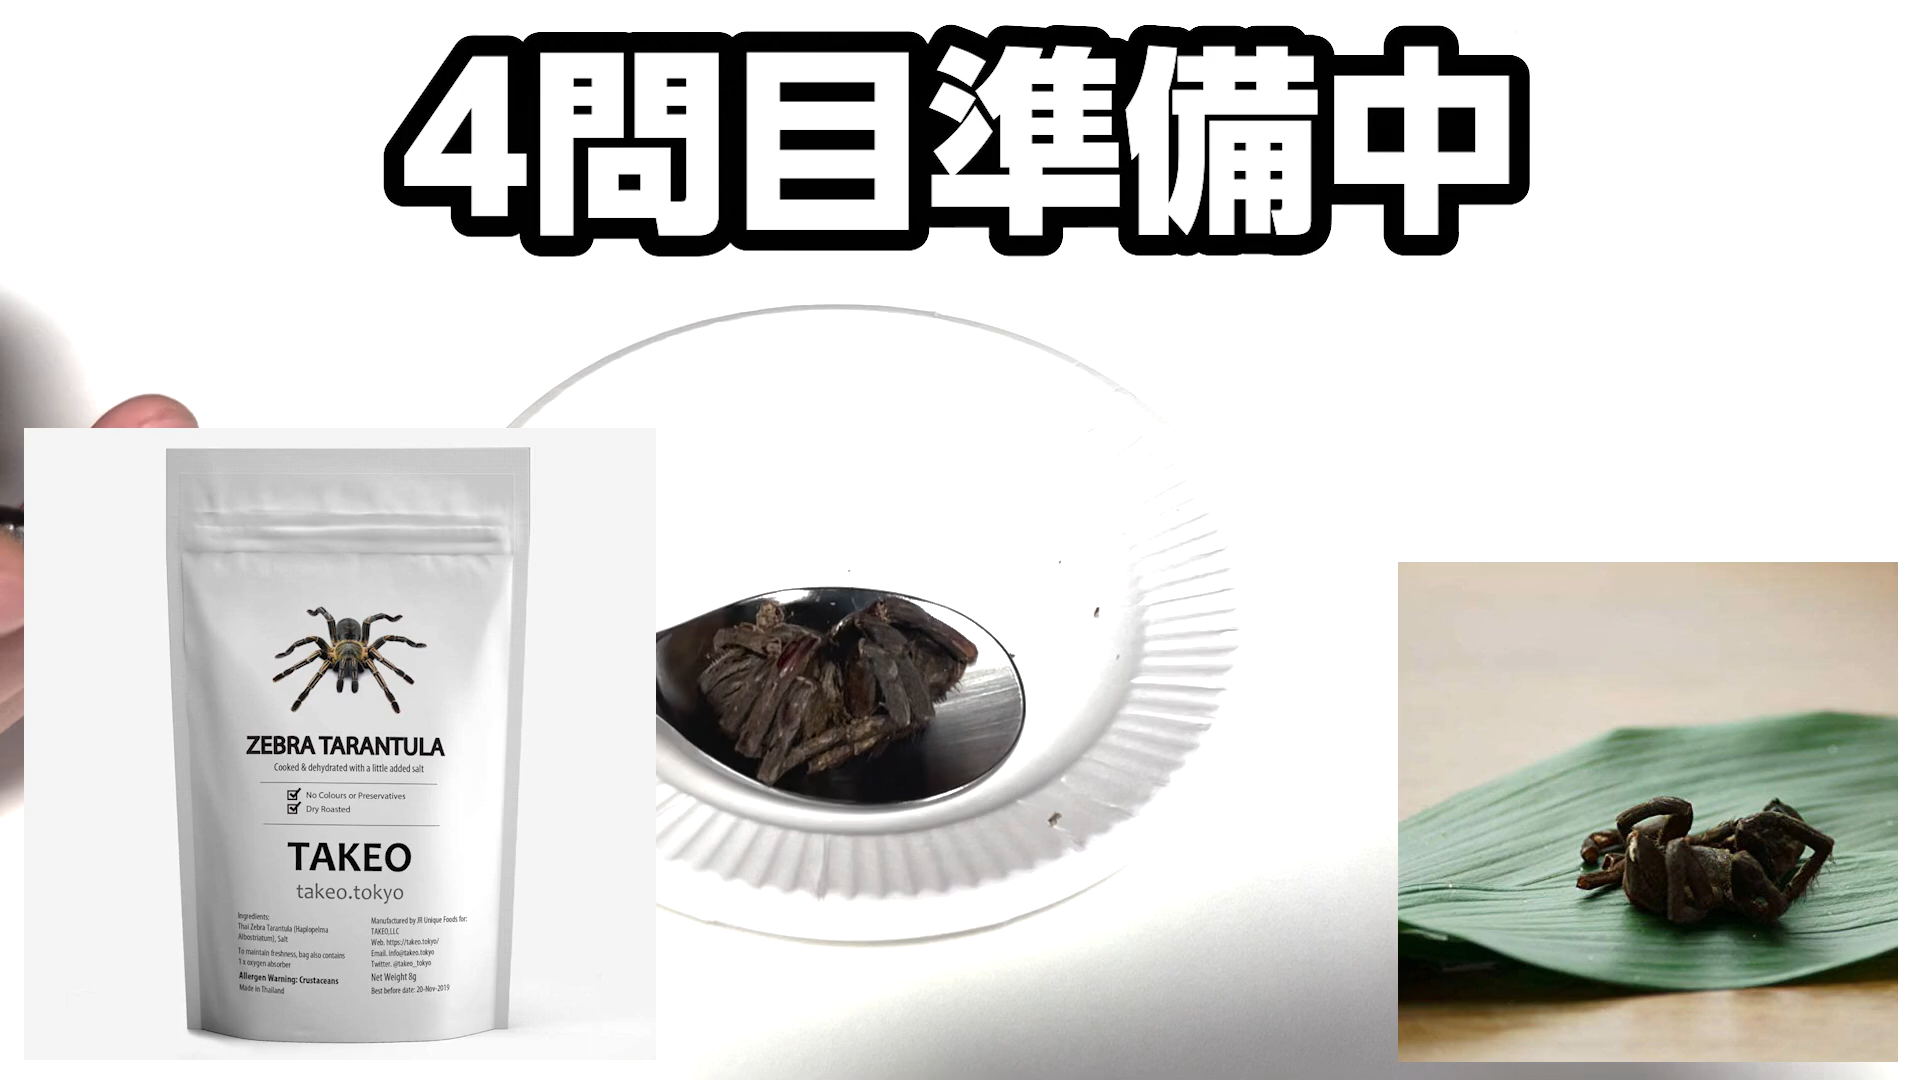 4問目準備中
ZEBRA TARANTULA
Cooked & dehydrated with a little added salt
No Colours or Preservatives
Dry Roasted
TAKEO
takeo.tokyo
Ingredients:
Thai Zebra Tarantula (Haplopelma
Albostriatum), Salt
To maintain freshness, bag also contains
1 x oxygen absorber
Allergen Warning: Crustaceans
Made in Thailand
Manufactured by JR Unique Foods for:
TAKEO,LLC
Web. https://takeo.tokyo/
Email. info@takeo.tokyo
Twitter. @takeo_tokyo
Net Weight 8g
Best before date: 20-Nov-2019